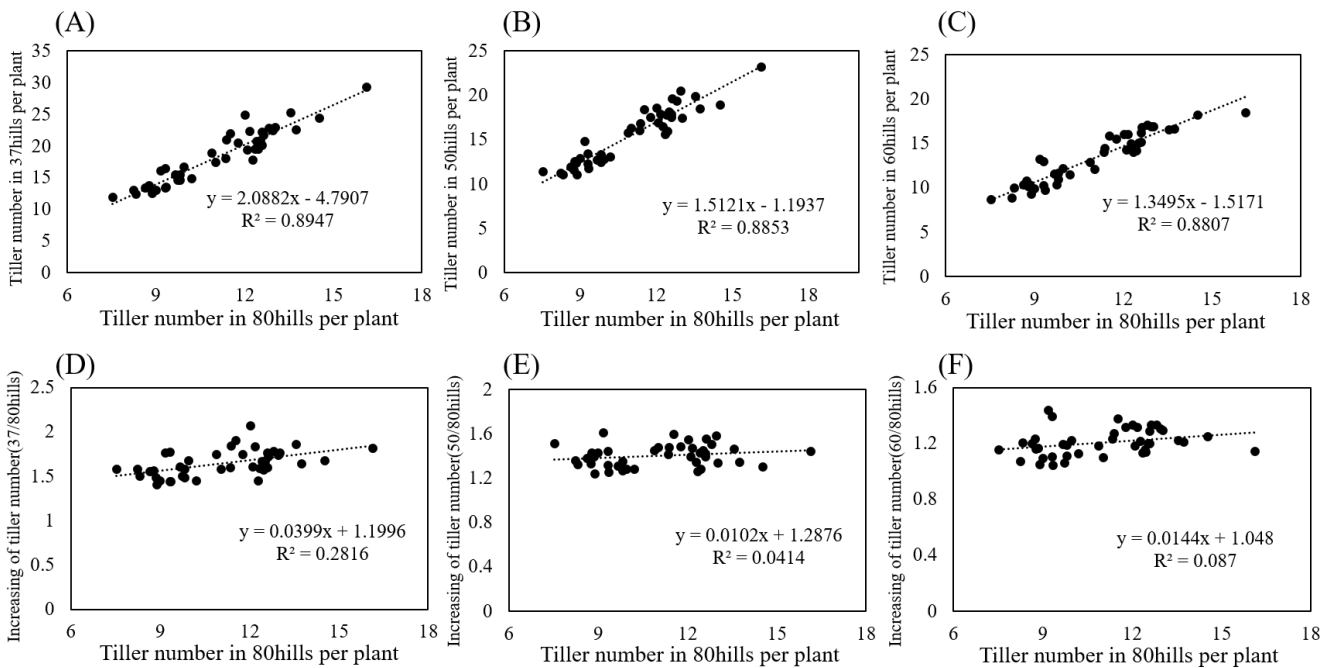 (A)
Tiller number in 37hills per plant
35
30
25
20
15
10
5
0
y = 2.0882x - 4.7907
R² = 0.8947
6 9 12 15 18
Tiller number in 80hills per plant
(B)
Tiller number in 50hills per plant
25
20
15
10
5
0
y = 1.5121x - 1.1937
R² = 0.8853
6 9 12 15 18
Tiller number in 80hills per plant
(C)
Tiller number in 60hills per plant
25
20
15
10
5
0
y = 1.3495x - 1.5171
R² = 0.8807
6 9 12 15 18
Tiller number in 80hills per plant
(D)
Increasing of tiller number(37/80hills)
2.5
2
1.5
1
0.5
0
y = 0.0399x + 1.1996
R² = 0.2816
6 9 12 15 18
Tiller number in 80hills per plant
(E)
Increasing of tiller number(50/80hills)
2
1.6
1.2
0.8
0.4
0
y = 0.0102x + 1.2876
R² = 0.0414
6 9 12 15 18
Tiller number in 80hills per plant
(F)
Increasing of tiller number(60/80hills)
1.6
1.2
0.8
0.4
0
y = 0.0144x + 1.048
R² = 0.087
6 9 12 15 18
Tiller number in 80hills per plant